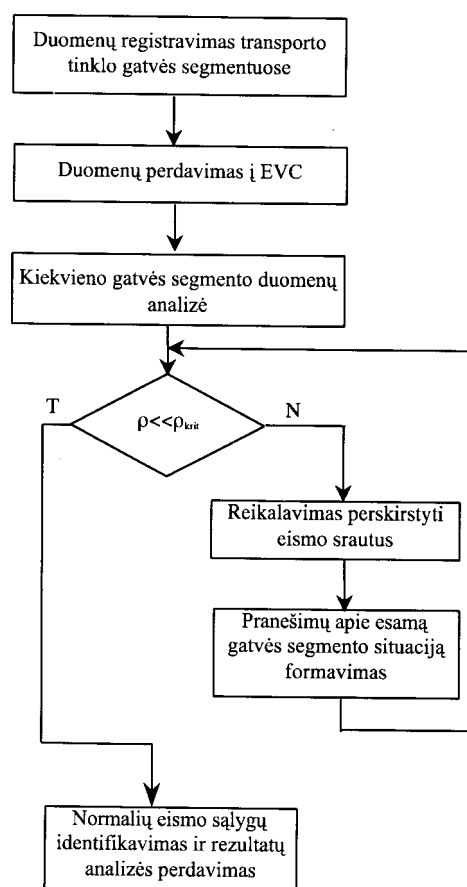 Duomenų registravimas transporto
tinklo gatvės segmentuose
Duomenų perdavimas į EVC
Kiekvieno gatvės segmento duomenų
analizė
T
ρ<<ρkrit
N
Reikalavimas perskirstyti
eismo srautus
Pranešimų apie esamą
gatvės segmento situaciją
formavimas
Normalių eismo sąlygų
identifikavimas ir rezultatų
analizės perdavimas